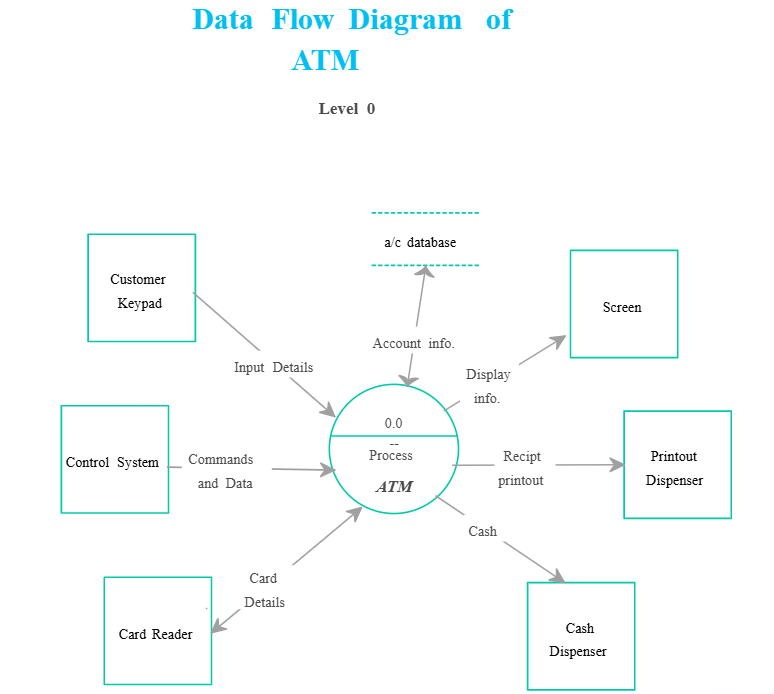 Data Flow Diagram of
ATM
Level 0
a/c database
Customer
Keypad
Screen
Account info.
Input Details
Display
info.
0.0
--
Process
ATM
Control System
Commands
and Data
Recipt
printout
Printout
Dispenser
Cash
Card
Details
Card Reader
Cash
Dispenser